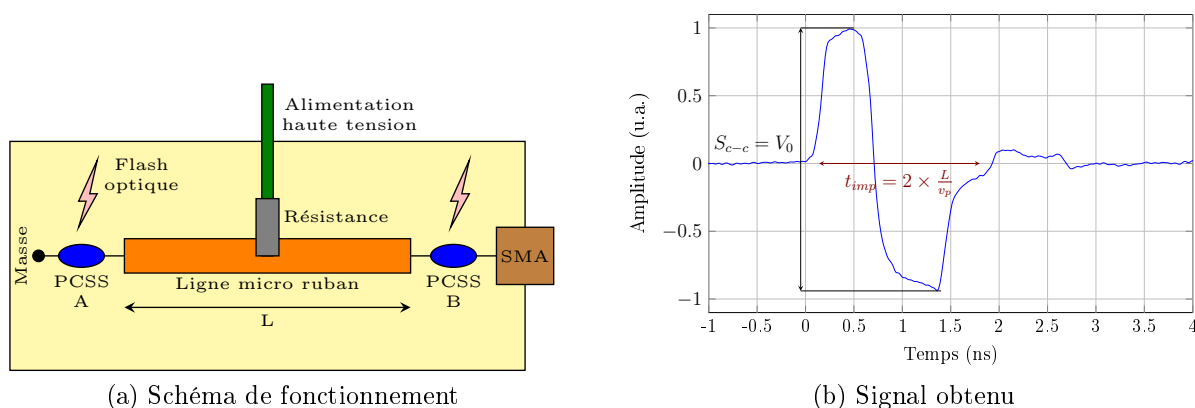 Alimentation
haute tension
Flash
optique
Résistance
Masse
SMA
PCSS
A
PCSS
B
Ligne micro ruban
L
(a) Schéma de fonctionnement
Amplitude (u.a.)
1
0.5
0
−0.5
−1
S_{c−c} = V_0
t_{imp} = 2 × \frac{L}{v_p}
-1 -0.5 0 0.5 1 1.5 2 2.5 3 3.5 4
Temps (ns)
(b) Signal obtenu